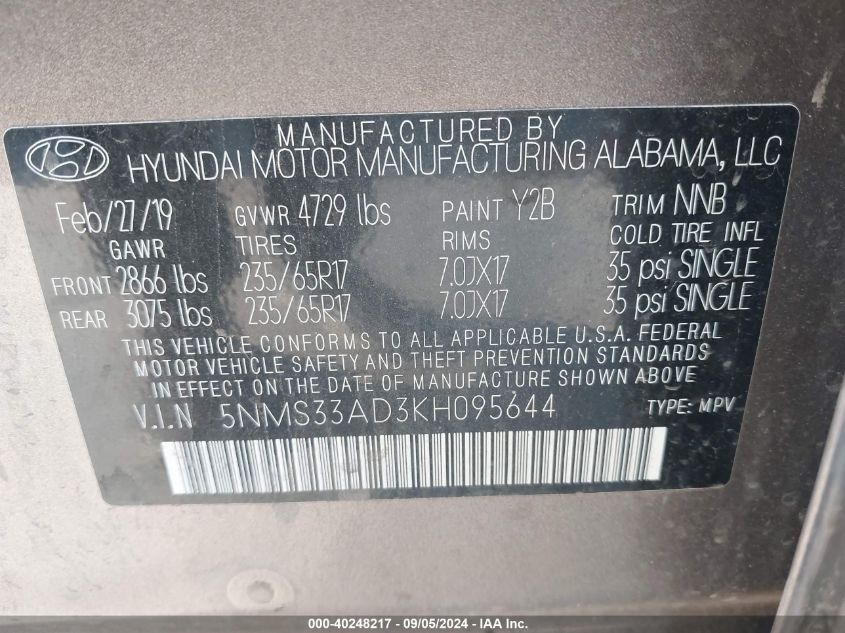 MANUFACTURED BY
HYUNDAI MOTOR MANUFACTURING ALABAMA, LLC
Feb/27/19 GVWR 4729 lbs PAINT Y2B TRIM NNB
GAWR TIRES RIMS COLD TIRE INFL
FRONT 2866 lbs 235/65R17 7.0JX17 35 psi SINGLE
REAR 3075 lbs 235/65R17 7.0JX17 35 psi SINGLE
THIS VEHICLE CONFORMS TO ALL APPLICABLE U.S.A. FEDERAL
MOTOR VEHICLE SAFETY AND THEFT PREVENTION STANDARDS
IN EFFECT ON THE DATE OF MANUFACTURE SHOWN ABOVE
V.I.N 5NMS33AD3KH095644 TYPE: MPV
000-40248217 - 09/05/2024 - IAA Inc.